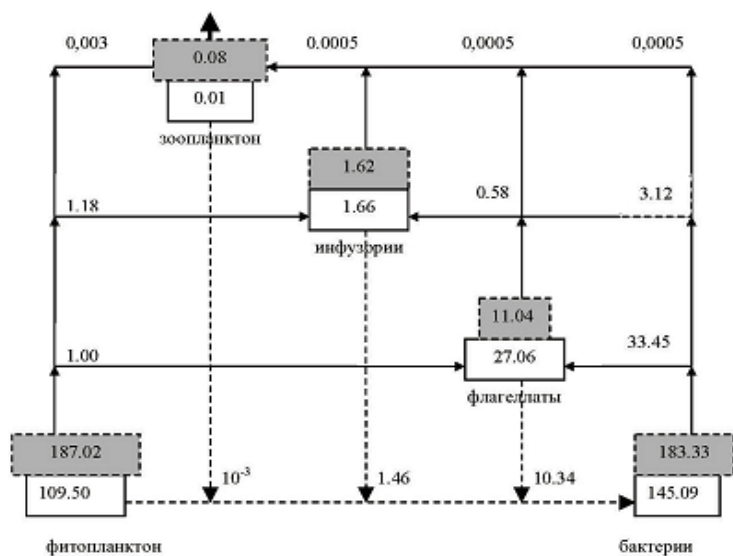 0,003 0.08 0.0005 0,0005 0,0005
0.01
зоопланктон
1.62
1.18 1.66 0.58 3.12
инфузории
11.04
1.00 27.06 33.45
флагеллаты
187.02 183.33
109.50 10⁻³ 1.46 10.34 145.09
фитопланктон бактерии